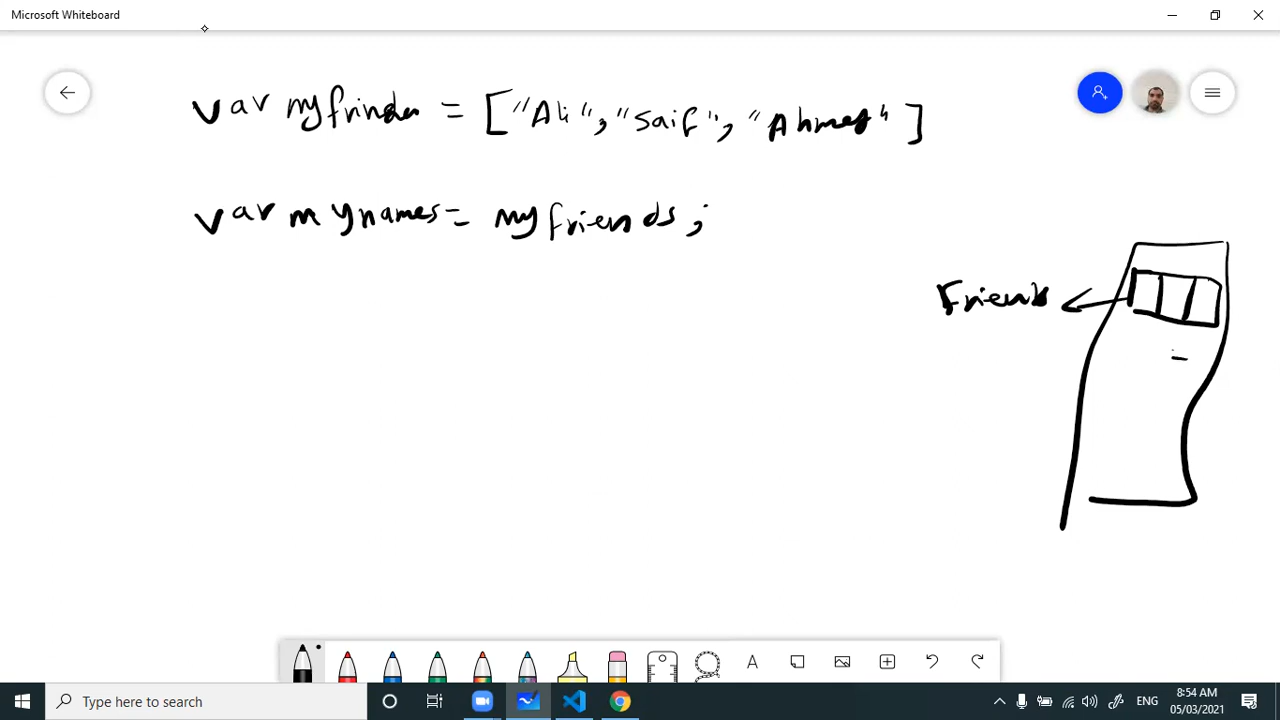 Microsoft Whiteboard
var myfrinds = ["Ali", "Saif", "Ahmed"]
var mynames = myfriends;
Friends
A
Type here to search
ENG
8:54 AM
05/03/2021